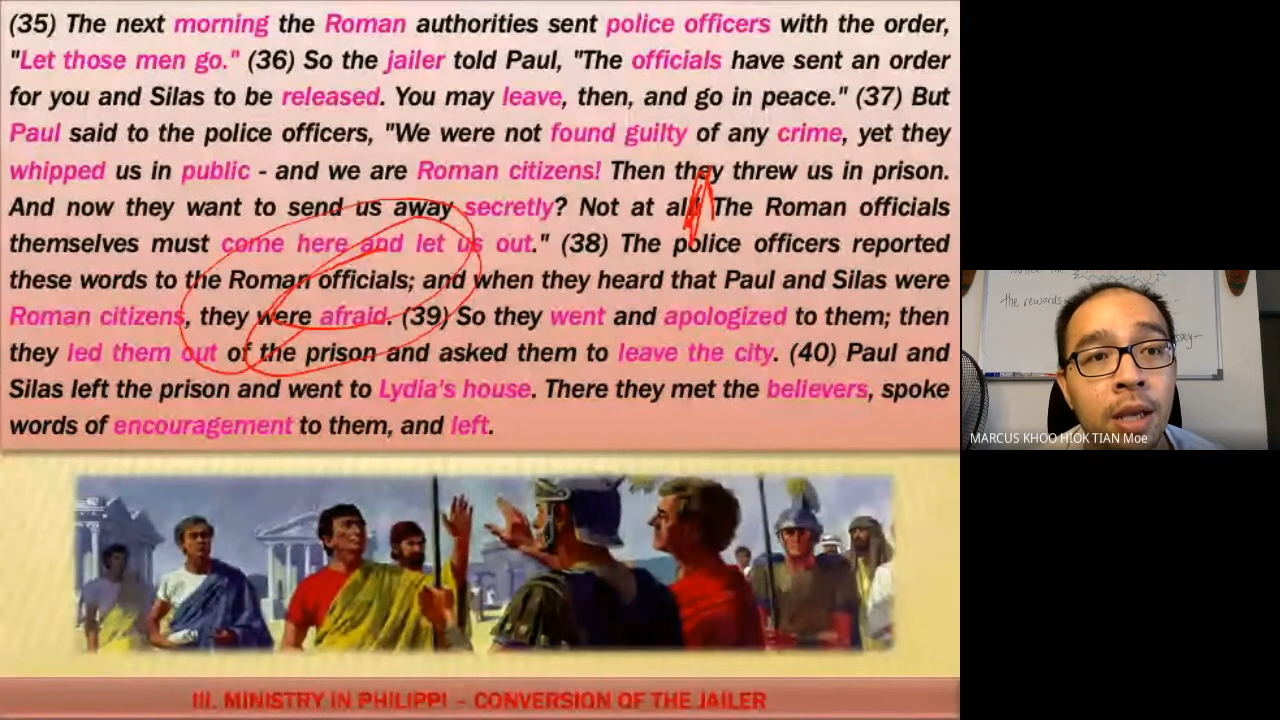 (35) The next morning the Roman authorities sent police officers with the order,
"Let those men go." (36) So the jailer told Paul, "The officials have sent an order
for you and Silas to be released. You may leave, then, and go in peace." (37) But
Paul said to the police officers, "We were not found guilty of any crime, yet they
whipped us in public - and we are Roman citizens! Then they threw us in prison.
And now they want to send us away secretly? Not at all! The Roman officials
themselves must come here and let us out." (38) The police officers reported
these words to the Roman officials; and when they heard that Paul and Silas were
Roman citizens, they were afraid. (39) So they went and apologized to them; then
they led them out of the prison and asked them to leave the city. (40) Paul and
Silas left the prison and went to Lydia's house. There they met the believers, spoke
words of encouragement to them, and left.
III. MINISTRY IN PHILIPPI – CONVERSION OF THE JAILER
the rewards
MARCUS KHOO HIOK TIAN Moe